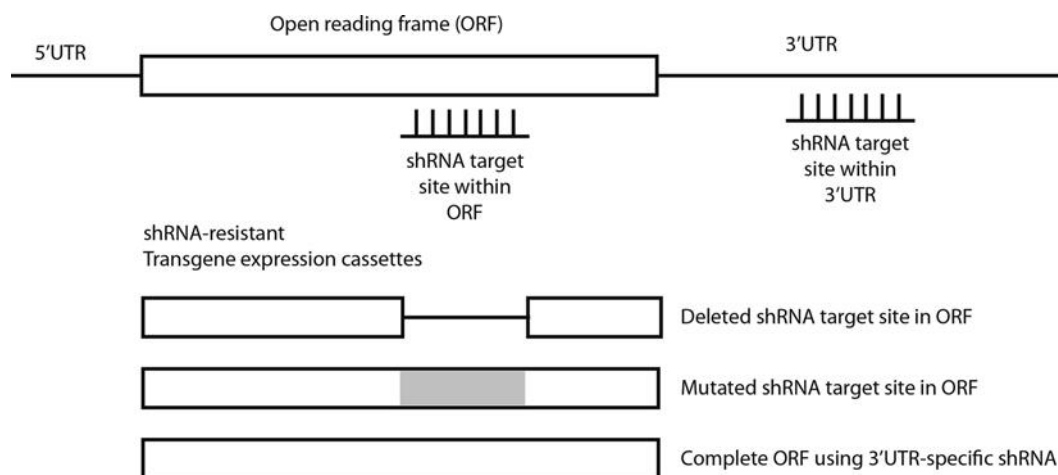 Open reading frame (ORF)
5’UTR
3’UTR
shRNA target
site within
ORF
shRNA target
site within
3’UTR
shRNA-resistant
Transgene expression cassettes
Deleted shRNA target site in ORF
Mutated shRNA target site in ORF
Complete ORF using 3’UTR-specific shRNA